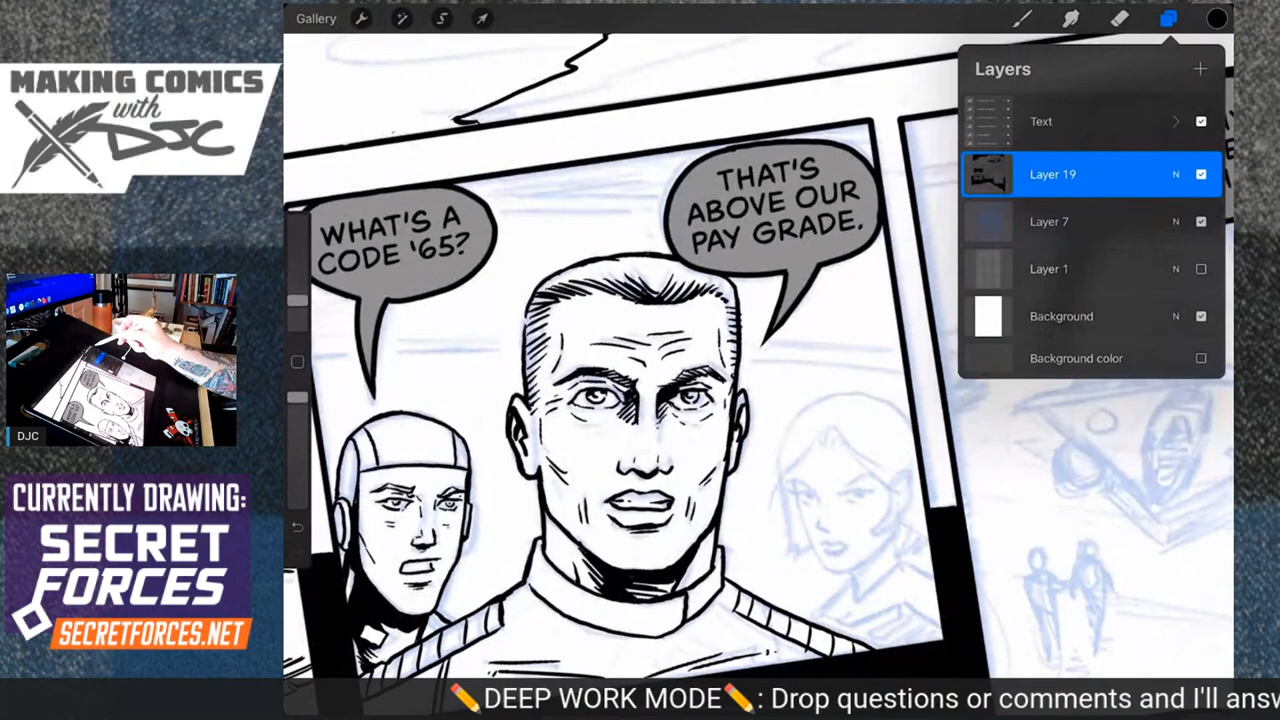 Gallery
MAKING COMICS
with
DJC
Layers
Text
Layer 19
N
Layer 7
N
Layer 1
N
Background
N
Background color
WHAT'S A
CODE '65?
THAT'S
ABOVE OUR
PAY GRADE.
DJC
CURRENTLY DRAWING:
SECRET
FORCES
SECRETFORCES.NET
✏️DEEP WORK MODE✏️: Drop questions or comments and I'll answ